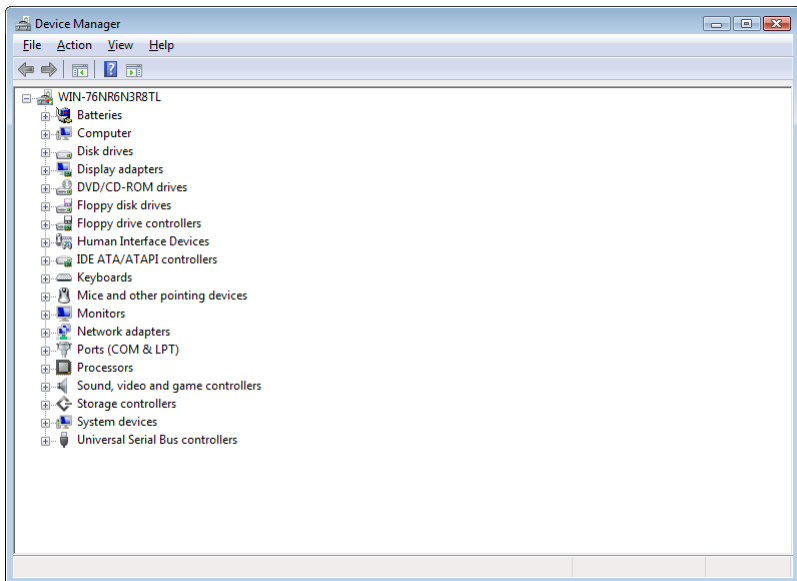 Device Manager
File Action View Help
WIN-76NR6N3R8TL
Batteries
Computer
Disk drives
Display adapters
DVD/CD-ROM drives
Floppy disk drives
Floppy drive controllers
Human Interface Devices
IDE ATA/ATAPI controllers
Keyboards
Mice and other pointing devices
Monitors
Network adapters
Ports (COM & LPT)
Processors
Sound, video and game controllers
Storage controllers
System devices
Universal Serial Bus controllers